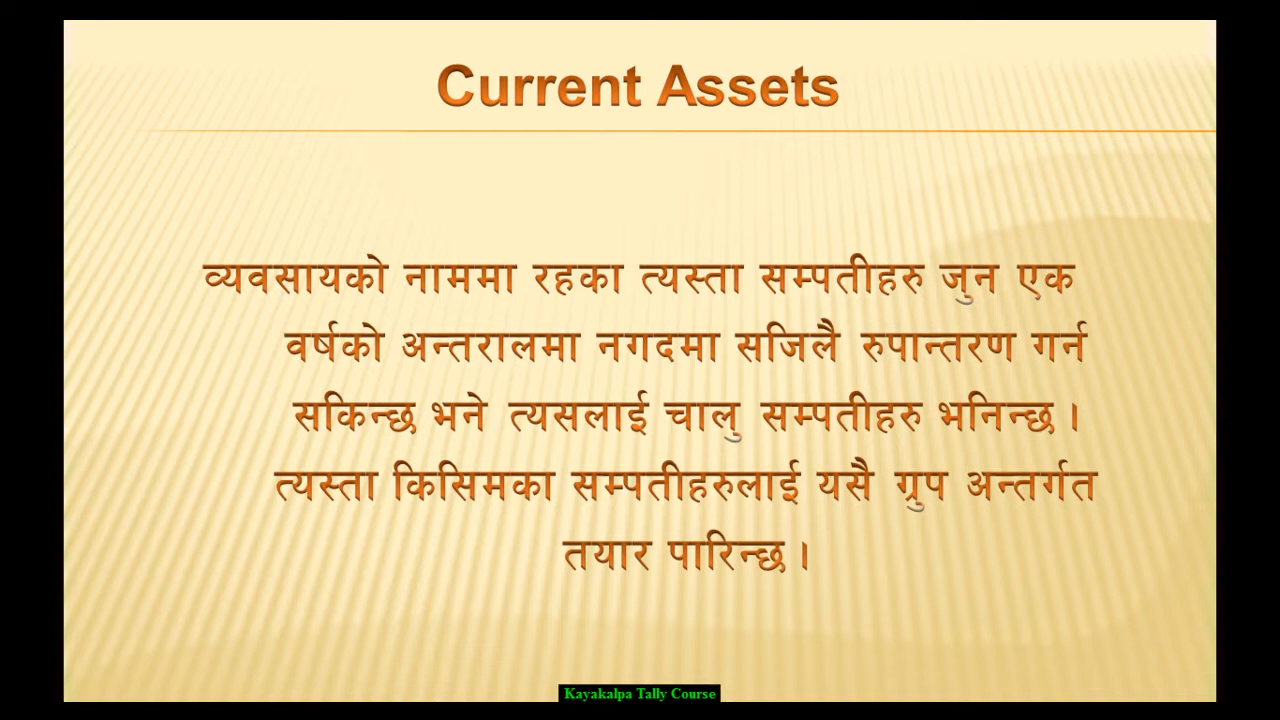 Current Assets
व्यवसायको नाममा रहका त्यस्ता सम्पतीहरु जुन एक
वर्षको अन्तरालमा नगदमा सजिलै रुपान्तरण गर्न
सकिन्छ भने त्यसलाई चालु सम्पतीहरु भनिन्छ ।
त्यस्ता किसिमका सम्पतीहरुलाई यसै ग्रुप अन्तर्गत
तयार पारिन्छ ।
Kayakalpa Tally Course